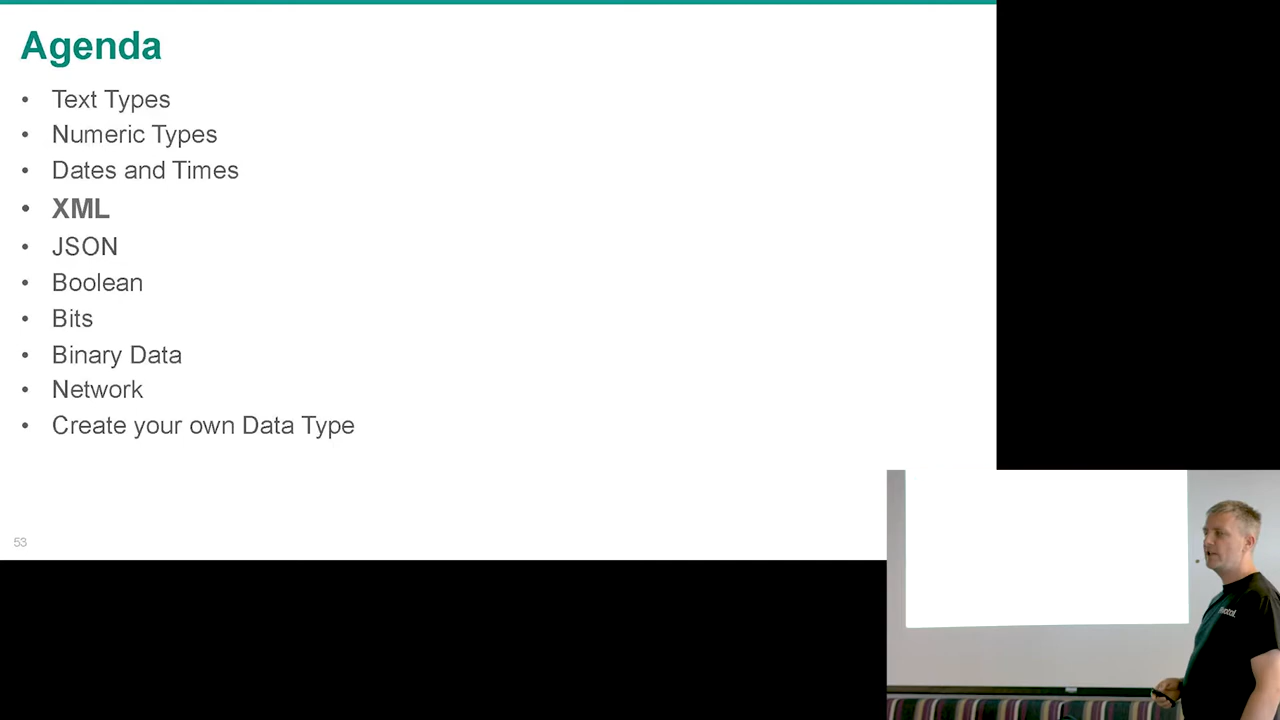 Agenda
• Text Types
• Numeric Types
• Dates and Times
• XML
• JSON
• Boolean
• Bits
• Binary Data
• Network
• Create your own Data Type
53
Pivotal